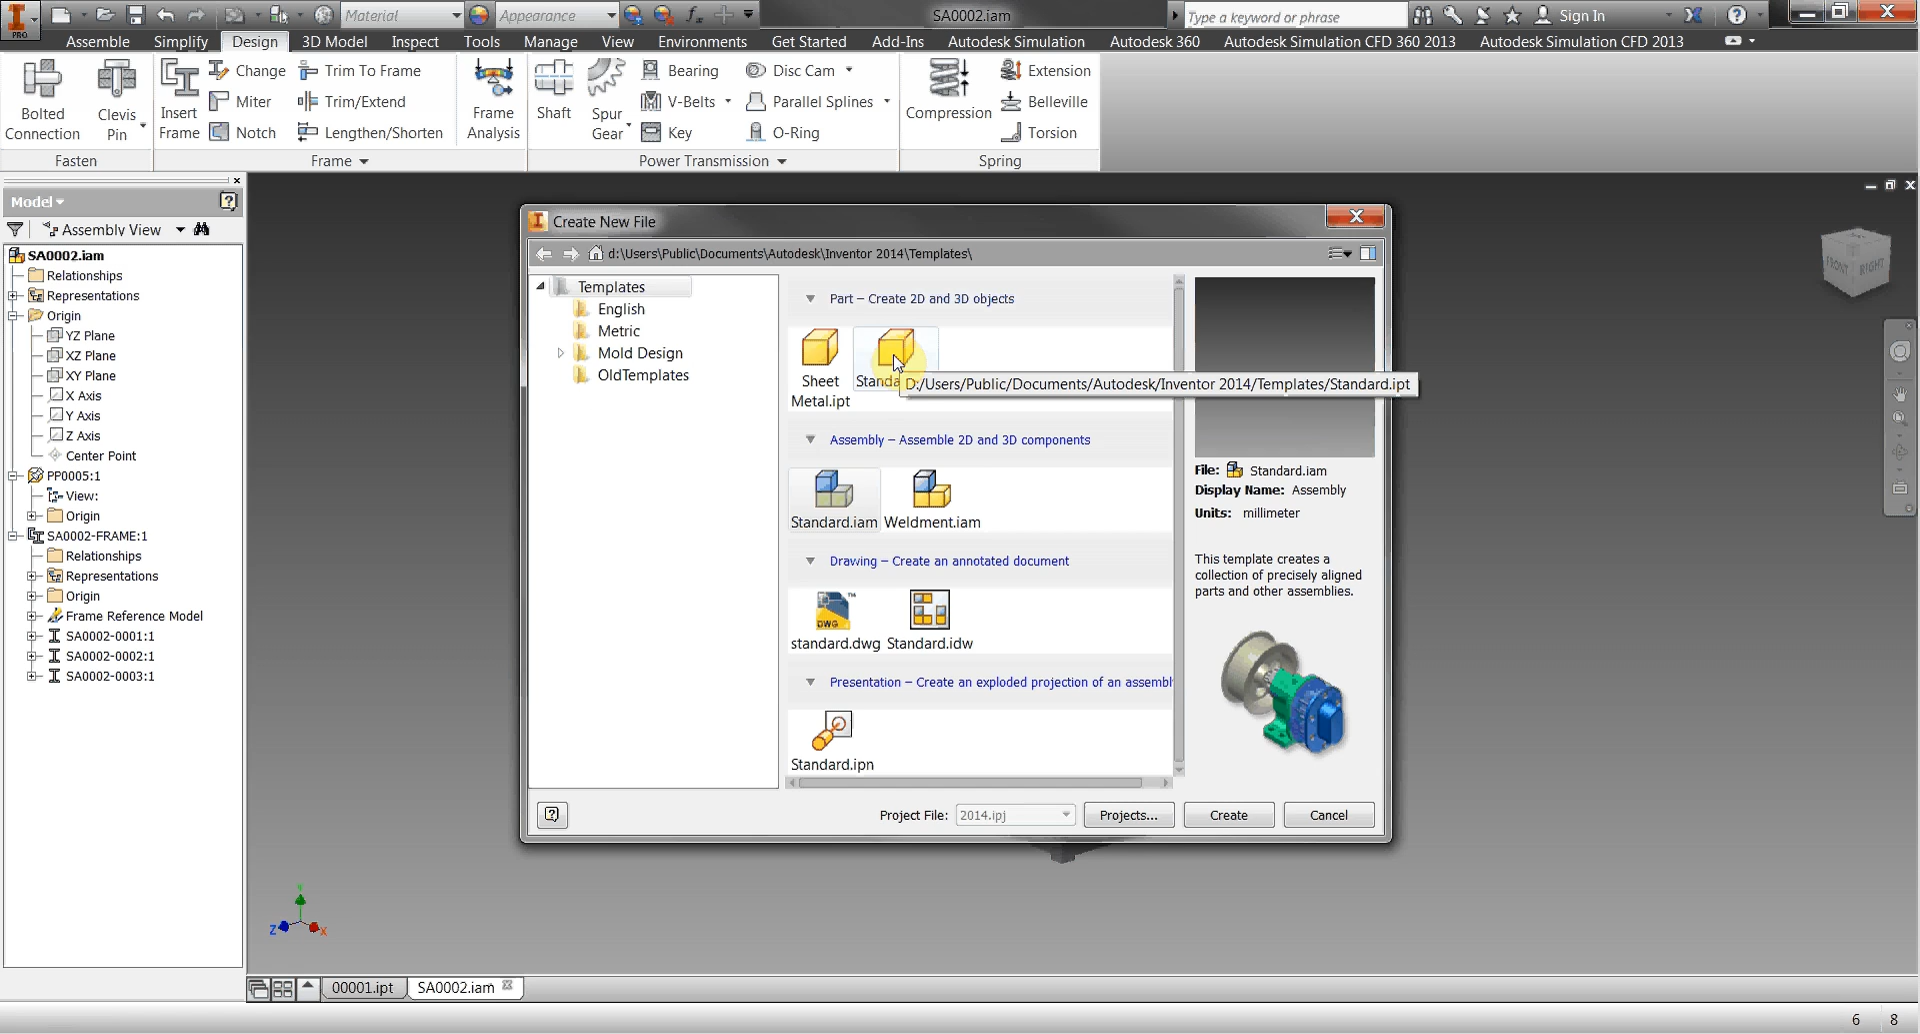 PRO
Material
Appearance
fx
SA0002.iam
Type a keyword or phrase
Sign In
Assemble Simplify Design 3D Model Inspect Tools Manage View Environments Get Started Add-Ins Autodesk Simulation Autodesk 360 Autodesk Simulation CFD 360 2013 Autodesk Simulation CFD 2013
Bolted Connection
Clevis Pin
Fasten
Insert Frame
Change
Miter
Notch
Trim To Frame
Trim/Extend
Lengthen/Shorten
Frame Analysis
Frame
Shaft
Spur Gear
Bearing
V-Belts
Key
Disc Cam
Parallel Splines
O-Ring
Power Transmission
Compression
Extension
Belleville
Torsion
Spring
Model
Assembly View
SA0002.iam
Relationships
Representations
Origin
YZ Plane
XZ Plane
XY Plane
X Axis
Y Axis
Z Axis
Center Point
PP0005:1
View:
Origin
SA0002-FRAME:1
Relationships
Representations
Origin
Frame Reference Model
SA0002-0001:1
SA0002-0002:1
SA0002-0003:1
Create New File
d:\Users\Public\Documents\Autodesk\Inventor 2014\Templates\
Templates
English
Metric
Mold Design
OldTemplates
Part – Create 2D and 3D objects
Sheet Metal.ipt
Standa
D:/Users/Public/Documents/Autodesk/Inventor 2014/Templates/Standard.ipt
Assembly – Assemble 2D and 3D components
Standard.iam
Weldment.iam
Drawing – Create an annotated document
DWG
standard.dwg
Standard.idw
Presentation – Create an exploded projection of an assembl
Standard.ipn
File: Standard.iam
Display Name: Assembly
Units: millimeter
This template creates a
collection of precisely aligned
parts and other assemblies.
Project File: 2014.ipj
Projects...
Create
Cancel
FRONT RIGHT
Z X
00001.ipt
SA0002.iam
6 8